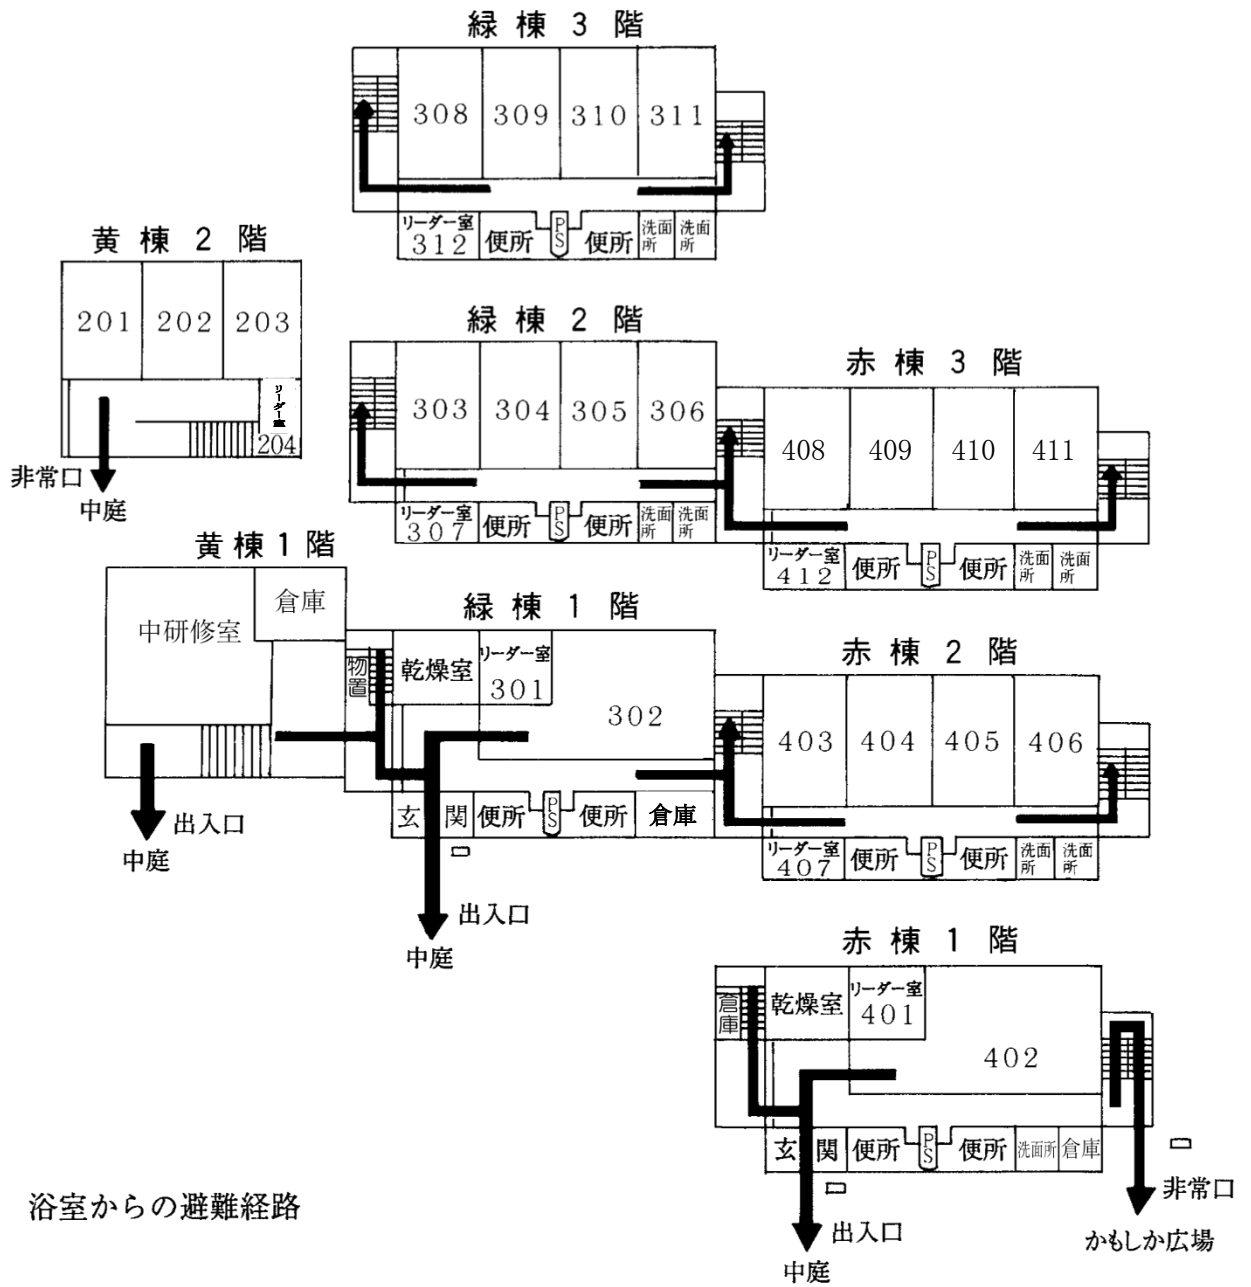 緑棟3階
308 309 310 311
リーダー室
312
便所
PS
便所
洗面所
洗面所
黄棟2階
201 202 203
リーダー室
204
非常口
中庭
緑棟2階
303 304 305 306
リーダー室
307
便所
PS
便所
洗面所
洗面所
赤棟3階
408 409 410 411
リーダー室
412
便所
PS
便所
洗面所
洗面所
黄棟1階
中研修室
倉庫
出入口
中庭
緑棟1階
物置
乾燥室
リーダー室
301
302
玄関
便所
PS
便所
倉庫
出入口
中庭
赤棟2階
403 404 405 406
リーダー室
407
便所
PS
便所
洗面所
洗面所
赤棟1階
倉庫
乾燥室
リーダー室
401
402
玄関
便所
PS
便所
洗面所
倉庫
出入口
中庭
非常口
かもしか広場
浴室からの避難経路